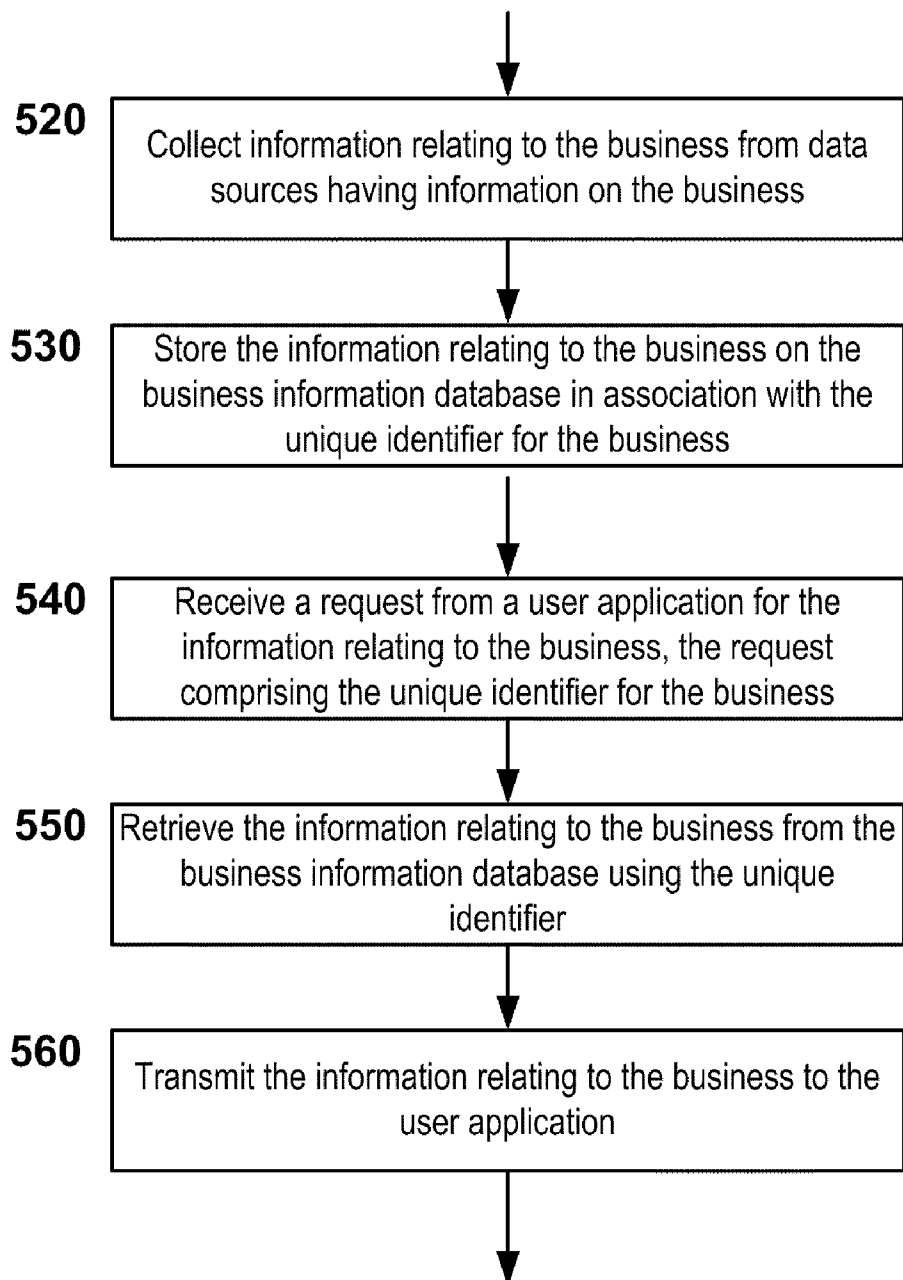 520
Collect information relating to the business from data
sources having information on the business
530
Store the information relating to the business on the
business information database in association with the
unique identifier for the business
540
Receive a request from a user application for the
information relating to the business, the request
comprising the unique identifier for the business
550
Retrieve the information relating to the business from the
business information database using the unique
identifier
560
Transmit the information relating to the business to the
user application